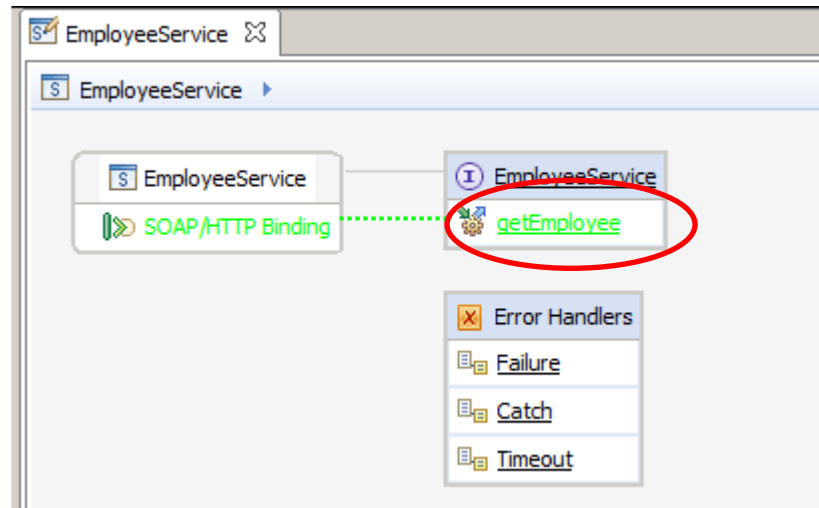 EmployeeService
EmployeeService
EmployeeService
EmployeeService
SOAP/HTTP Binding
getEmployee
Error Handlers
Failure
Catch
Timeout